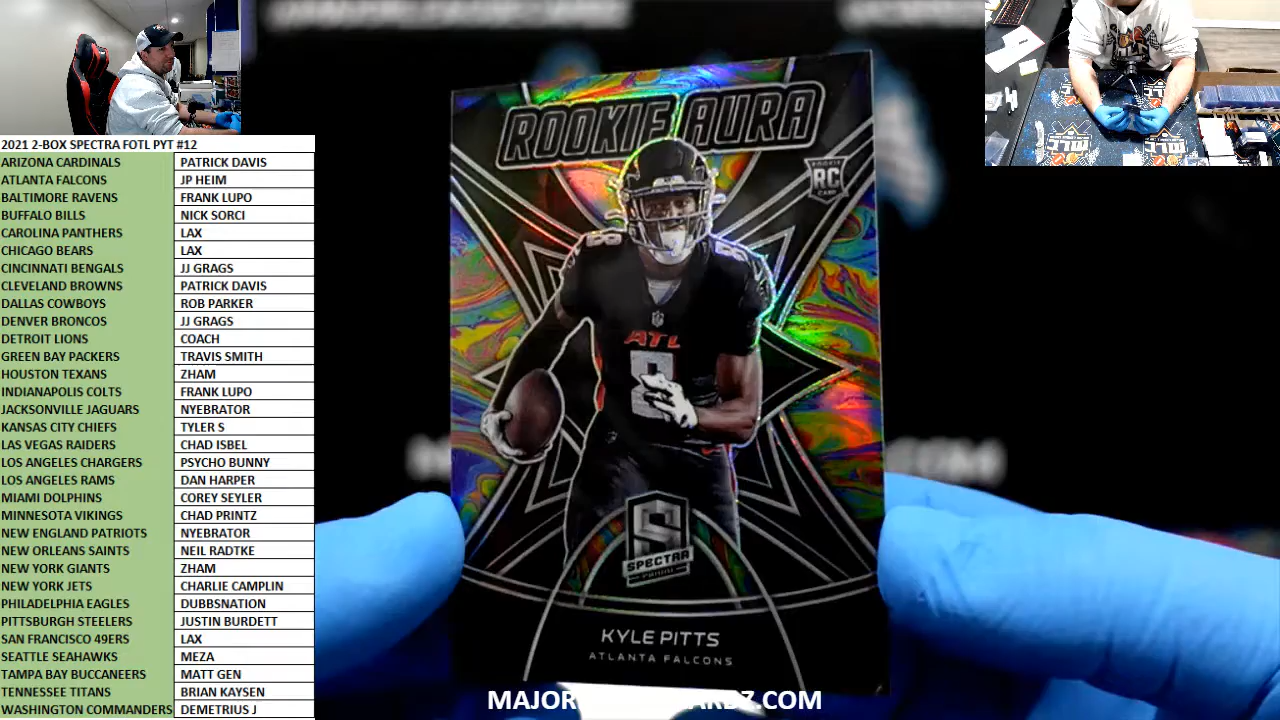 2021 2-BOX SPECTRA FOTL PYT #12
ARIZONA CARDINALS PATRICK DAVIS
ATLANTA FALCONS JP HEIM
BALTIMORE RAVENS FRANK LUPO
BUFFALO BILLS NICK SORCI
CAROLINA PANTHERS LAX
CHICAGO BEARS LAX
CINCINNATI BENGALS JJ GRAGS
CLEVELAND BROWNS PATRICK DAVIS
DALLAS COWBOYS ROB PARKER
DENVER BRONCOS JJ GRAGS
DETROIT LIONS COACH
GREEN BAY PACKERS TRAVIS SMITH
HOUSTON TEXANS ZHAM
INDIANAPOLIS COLTS FRANK LUPO
JACKSONVILLE JAGUARS NYEBRATOR
KANSAS CITY CHIEFS TYLER S
LAS VEGAS RAIDERS CHAD ISBEL
LOS ANGELES CHARGERS PSYCHO BUNNY
LOS ANGELES RAMS DAN HARPER
MIAMI DOLPHINS COREY SEYLER
MINNESOTA VIKINGS CHAD PRINTZ
NEW ENGLAND PATRIOTS NYEBRATOR
NEW ORLEANS SAINTS NEIL RADTKE
NEW YORK GIANTS ZHAM
NEW YORK JETS CHARLIE CAMPLIN
PHILADELPHIA EAGLES DUBBSNATION
PITTSBURGH STEELERS JUSTIN BURDETT
SAN FRANCISCO 49ERS LAX
SEATTLE SEAHAWKS MEZA
TAMPA BAY BUCCANEERS MATT GEN
TENNESSEE TITANS BRIAN KAYSEN
WASHINGTON COMMANDERS DEMETRIUS J
ROOKIE AURA
ROOKIE
RC
CARD
8 8
ATL
8
SPECTRA
PANINI
KYLE PITTS
ATLANTA FALCONS